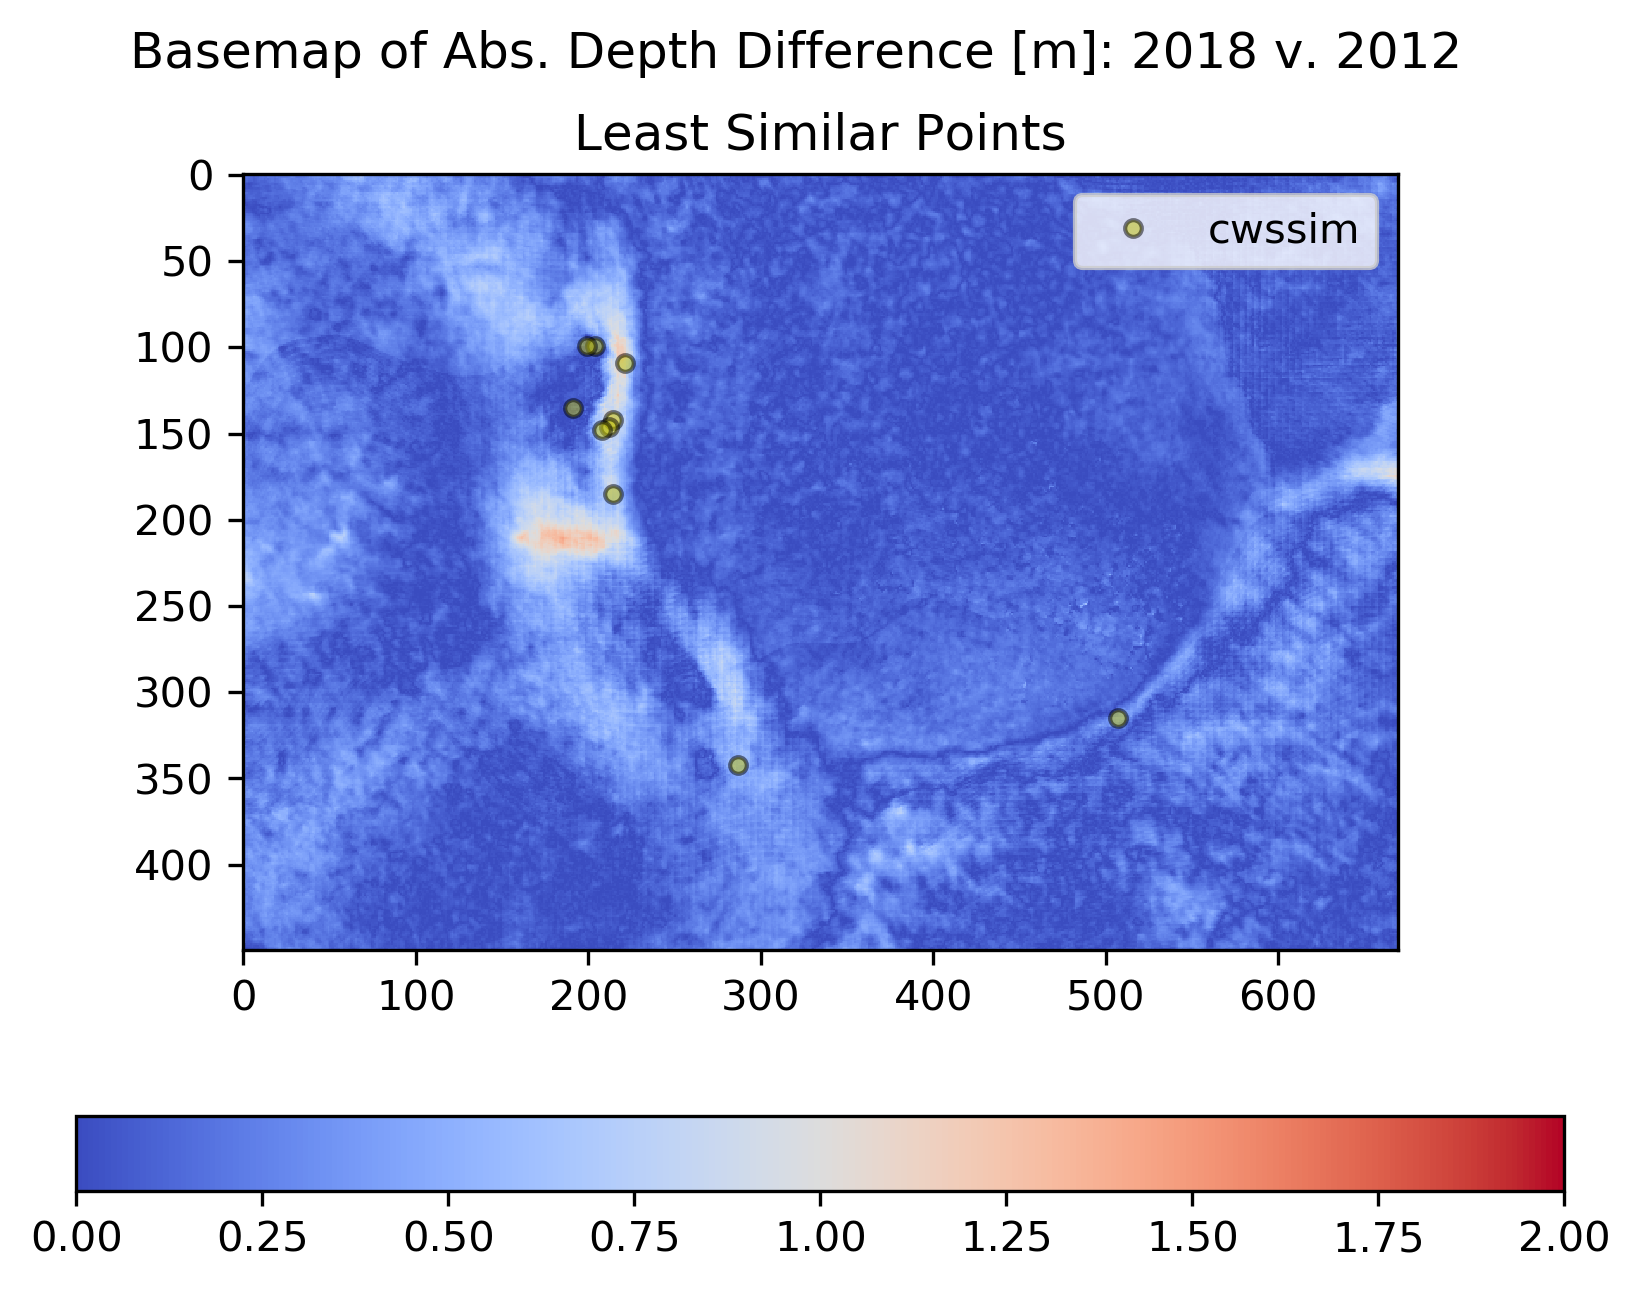 Basemap of Abs. Depth Difference [m]: 2018 v. 2012
Least Similar Points
cwssim
0
50
100
150
200
250
300
350
400
0 100 200 300 400 500 600
0.00 0.25 0.50 0.75 1.00 1.25 1.50 1.75 2.00